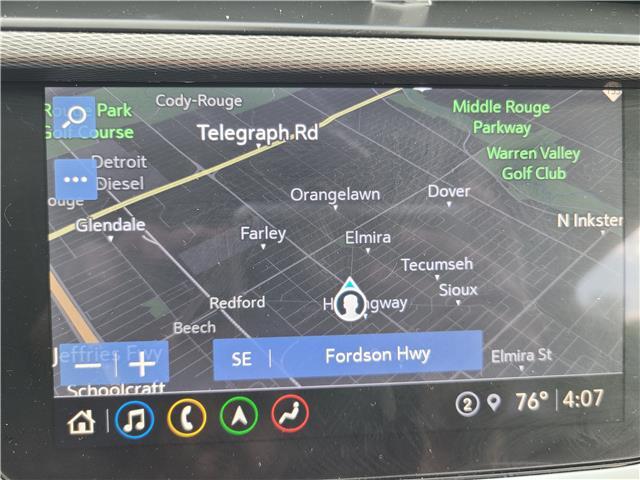 Cody-Rouge
Park
Golf Course
Middle Rouge
Parkway
Telegraph Rd
Warren Valley
Golf Club
Detroit
Diesel
Orangelawn
Dover
Glendale
N Inkster
Farley
Elmira
Tecumseh
Sioux
Redford
Beech
SE
Fordson Hwy
Elmira St
Jeffries Fwy
Schoolcraft
2
76°
4:07